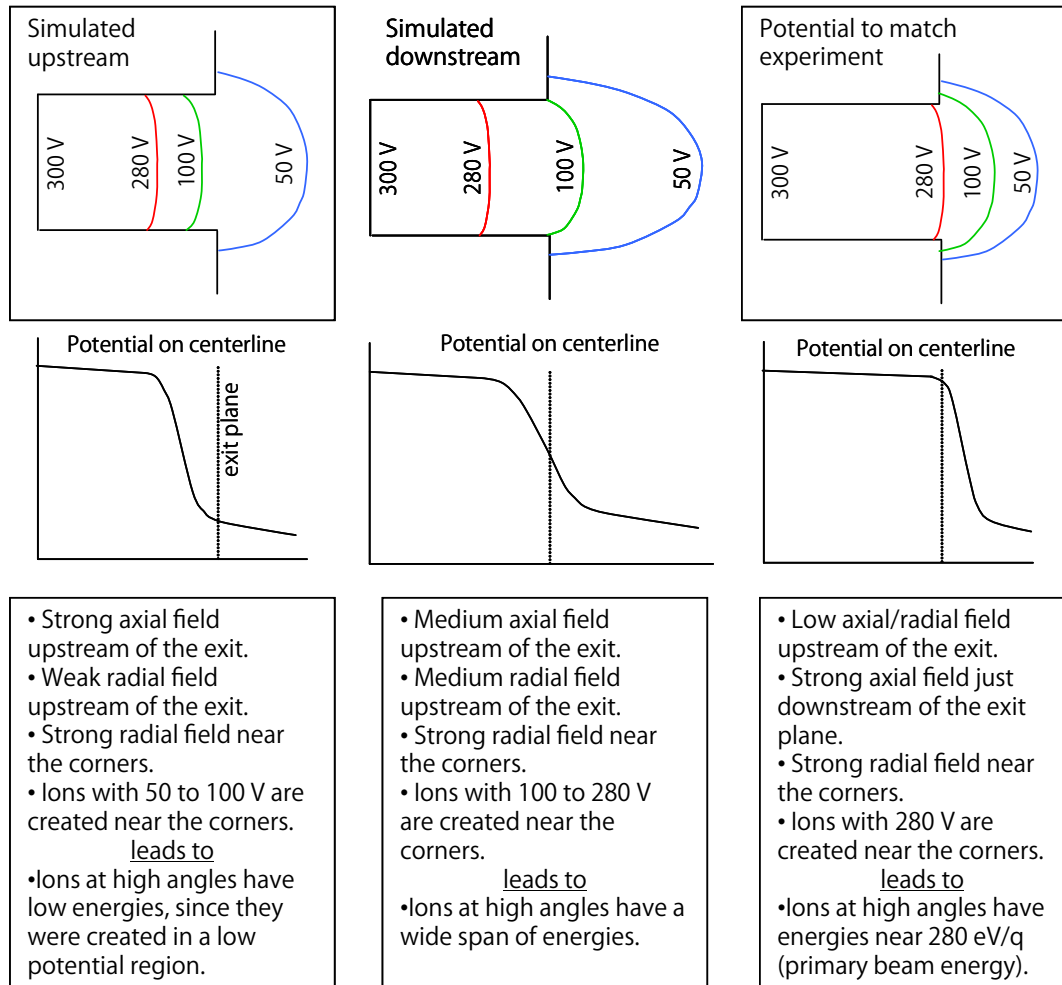 Simulated
upstream
300 V
280 V
100 V
50 V
Simulated
downstream
300 V
280 V
100 V
50 V
Potential to match
experiment
300 V
280 V
100 V
50 V
Potential on centerline
exit plane
Potential on centerline
Potential on centerline
• Strong axial field
upstream of the exit.
• Weak radial field
upstream of the exit.
• Strong radial field near
the corners.
• Ions with 50 to 100 V are
created near the corners.
leads to
•Ions at high angles have
low energies, since they
were created in a low
potential region.
• Medium axial field
upstream of the exit.
• Medium radial field
upstream of the exit.
• Strong radial field near
the corners.
• Ions with 100 to 280 V
are created near the
corners.
leads to
•Ions at high angles have a
wide span of energies.
• Low axial/radial field
upstream of the exit.
• Strong axial field just
downstream of the exit
plane.
• Strong radial field near
the corners.
• Ions with 280 V are
created near the corners.
leads to
•Ions at high angles have
energies near 280 eV/q
(primary beam energy).